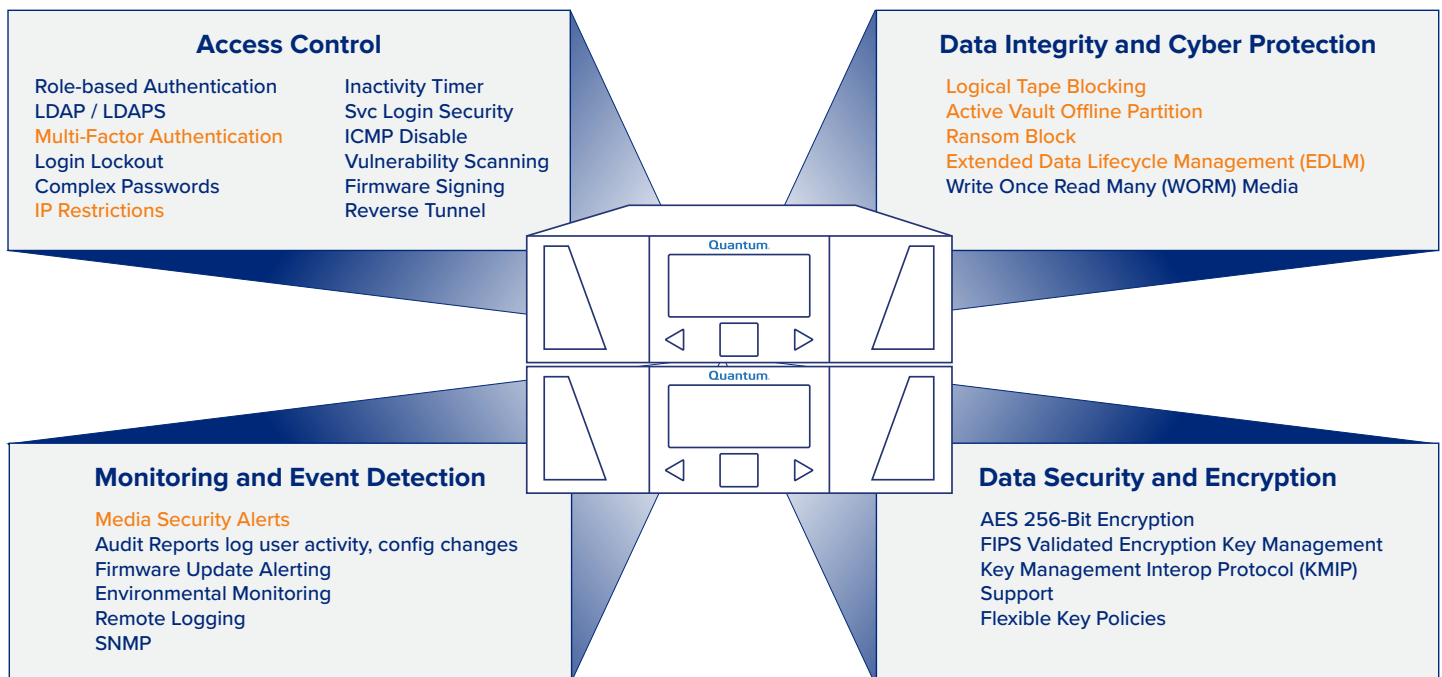 Access Control
Role-based Authentication
LDAP / LDAPS
Multi-Factor Authentication
Login Lockout
Complex Passwords
IP Restrictions
Inactivity Timer
Svc Login Security
ICMP Disable
Vulnerability Scanning
Firmware Signing
Reverse Tunnel
Data Integrity and Cyber Protection
Logical Tape Blocking
Active Vault Offline Partition
Ransom Block
Extended Data Lifecycle Management (EDLM)
Write Once Read Many (WORM) Media
Quantum
Quantum
Monitoring and Event Detection
Media Security Alerts
Audit Reports log user activity, config changes
Firmware Update Alerting
Environmental Monitoring
Remote Logging
SNMP
Data Security and Encryption
AES 256-Bit Encryption
FIPS Validated Encryption Key Management
Key Management Interop Protocol (KMIP)
Support
Flexible Key Policies